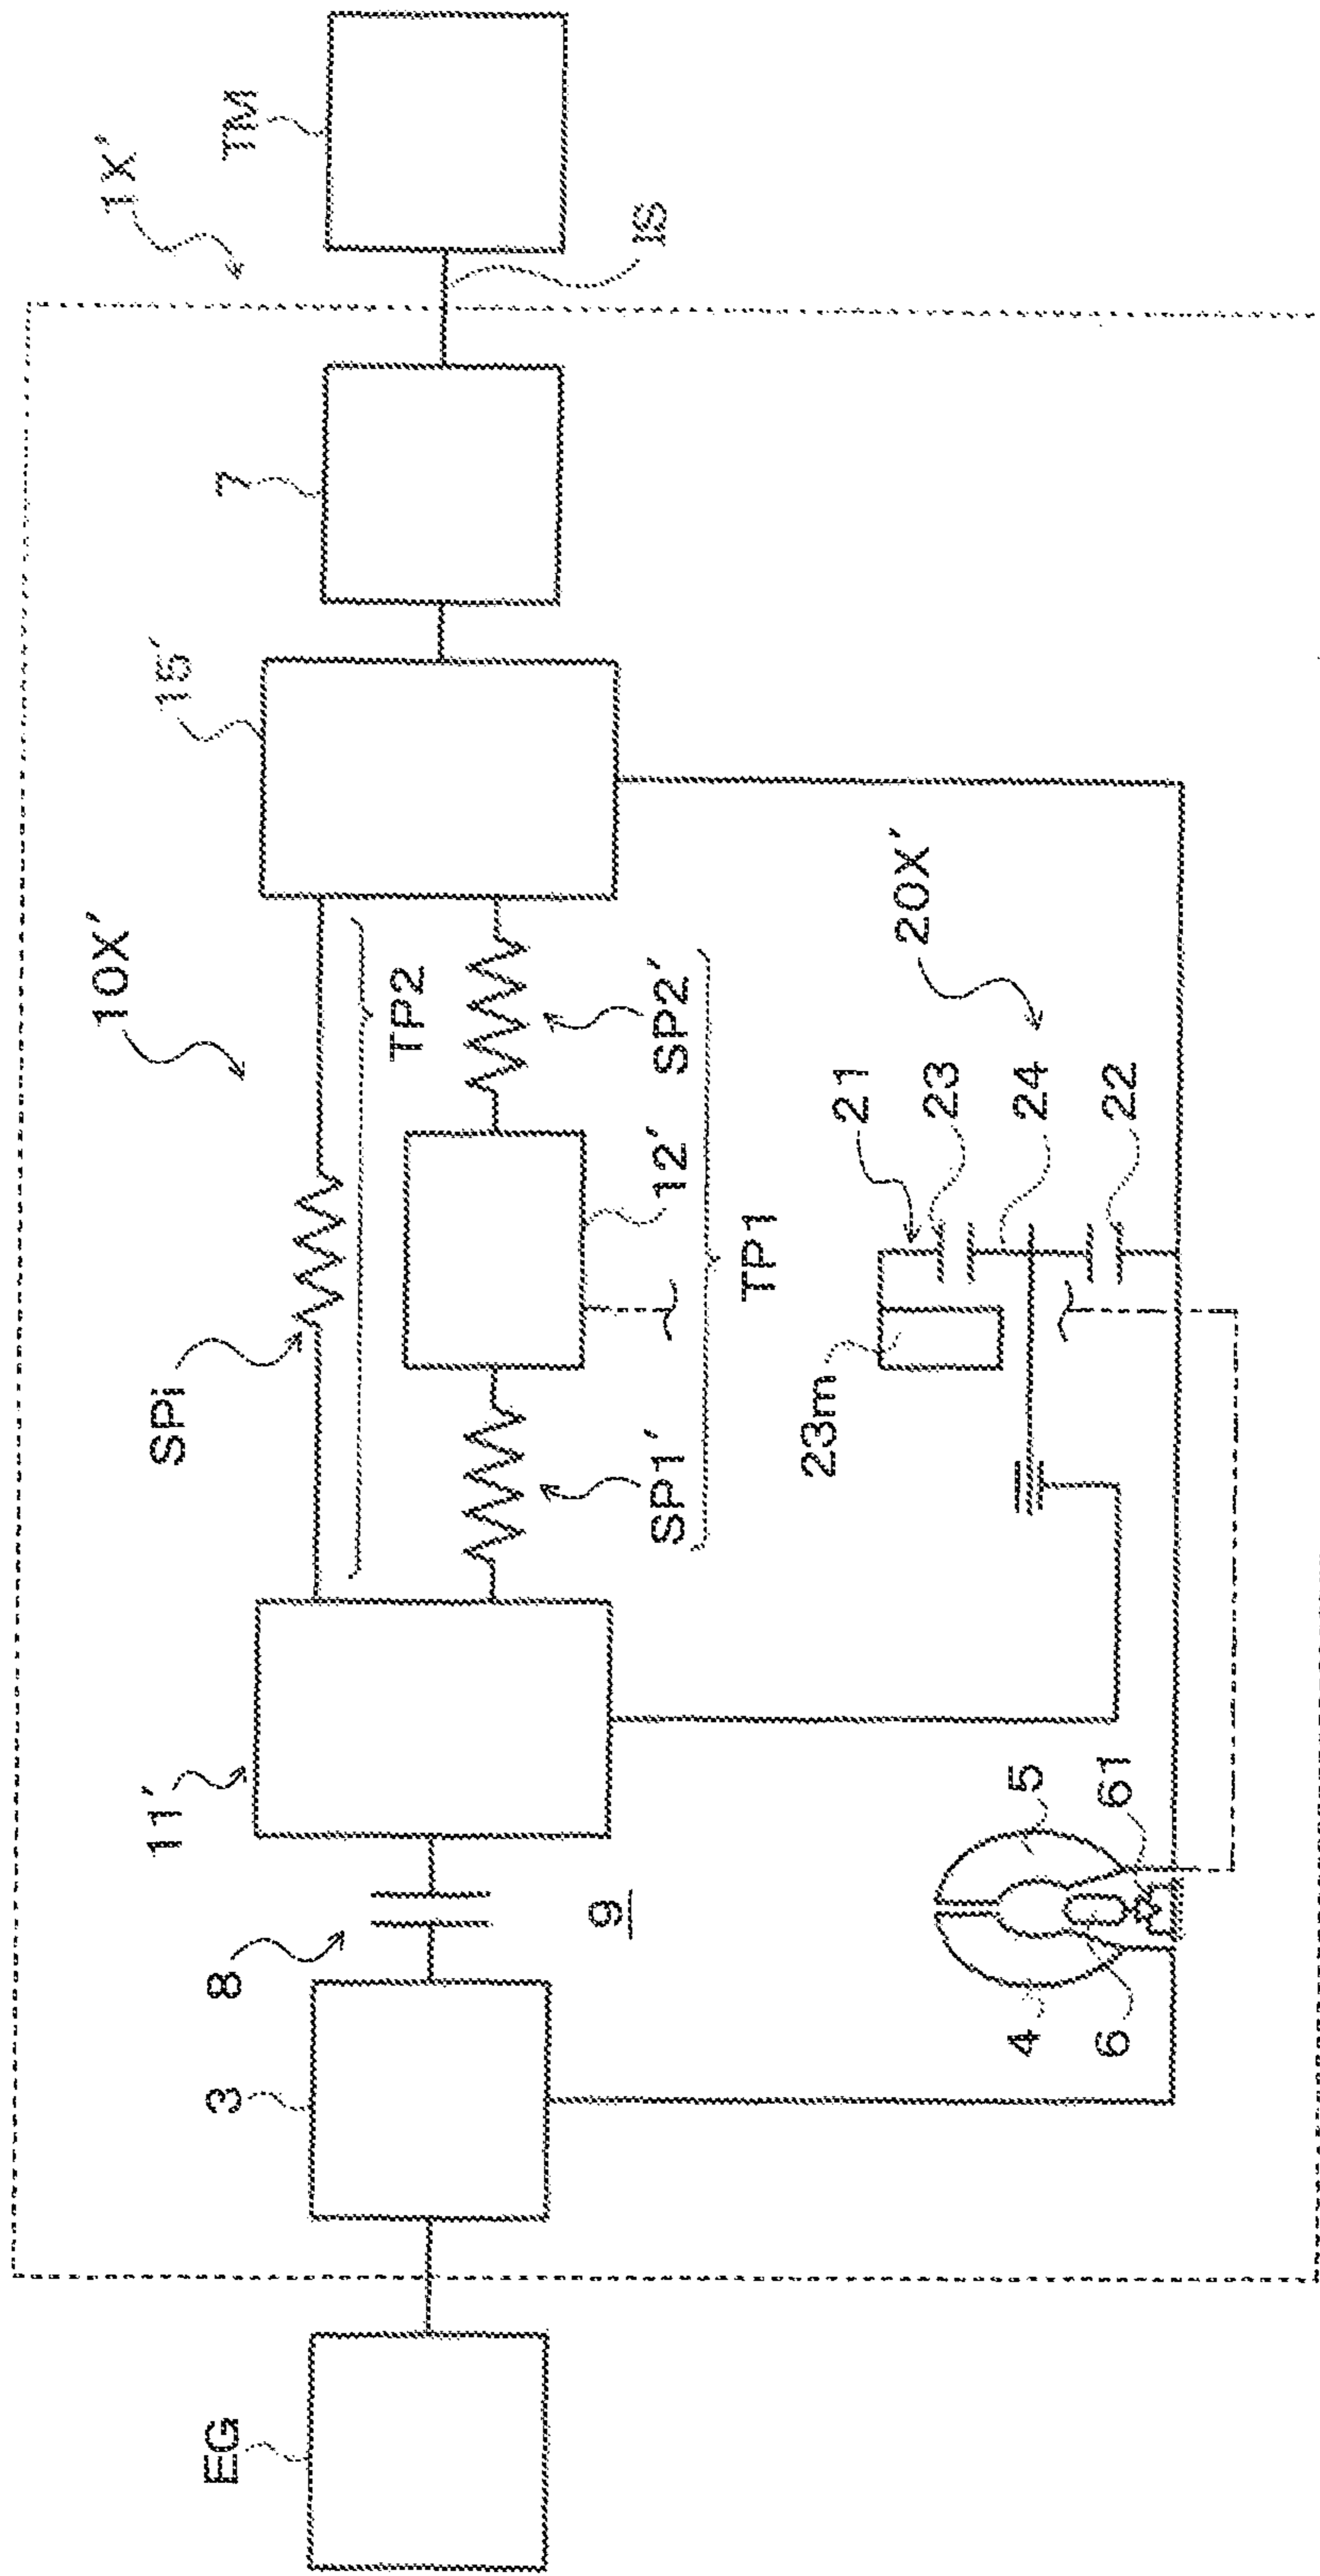 1X′
TM
IS
7
15′
10X′
TP2
SPi
SP2′
12′
SP1′
TP1
20X′
21
23
24
22
23m
11′
8
9
3
5
61
4
6
EG